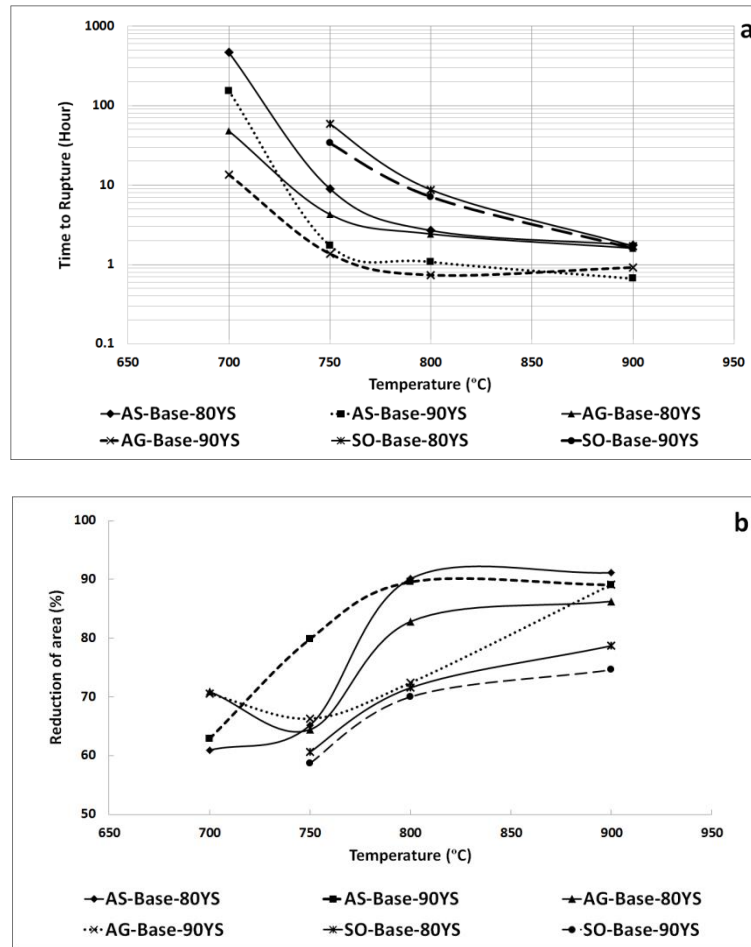 a
1000
100
10
1
0.1
Time to Rupture (Hour)
650 700 750 800 850 900 950
Temperature (°C)
AS-Base-80YS AS-Base-90YS AG-Base-80YS
AG-Base-90YS SO-Base-80YS SO-Base-90YS
b
100
90
80
70
60
50
Reduction of area (%)
650 700 750 800 850 900 950
Temperature (°C)
AS-Base-80YS AS-Base-90YS AG-Base-80YS
AG-Base-90YS SO-Base-80YS SO-Base-90YS